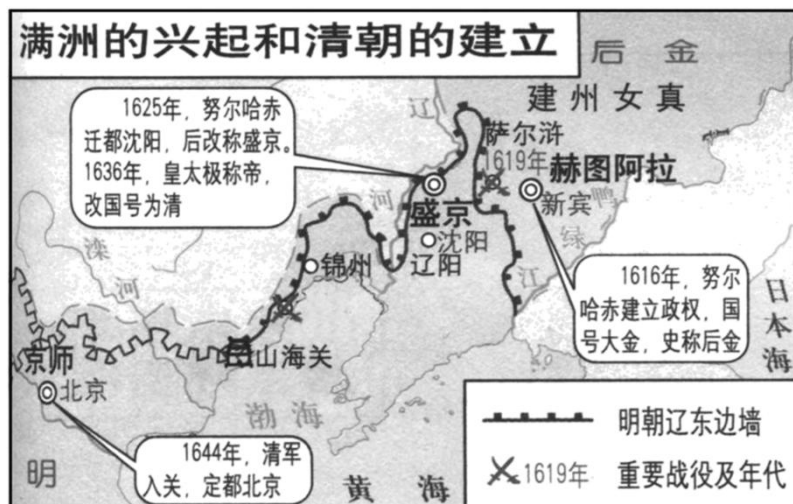 满洲的兴起和清朝的建立
后金
建州女真
1625年，努尔哈赤
迁都沈阳，后改称盛京。
1636年，皇太极称帝，
改国号为清
辽
河
萨尔浒
1619年
赫图阿拉
新宾
鸭
绿
江
盛京
沈阳
辽阳
锦州
滦
河
1616年，努尔
哈赤建立政权，国
号大金，史称后金
日本海
山海关
京师
北京
渤海
1644年，清军
入关，定都北京
明
黄海
明朝辽东边墙
1619年 重要战役及年代